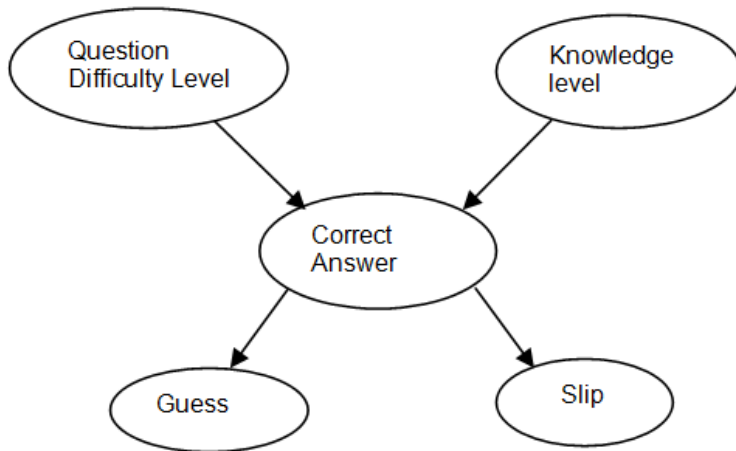 Question
Difficulty Level
Knowledge
level
Correct
Answer
Guess
Slip